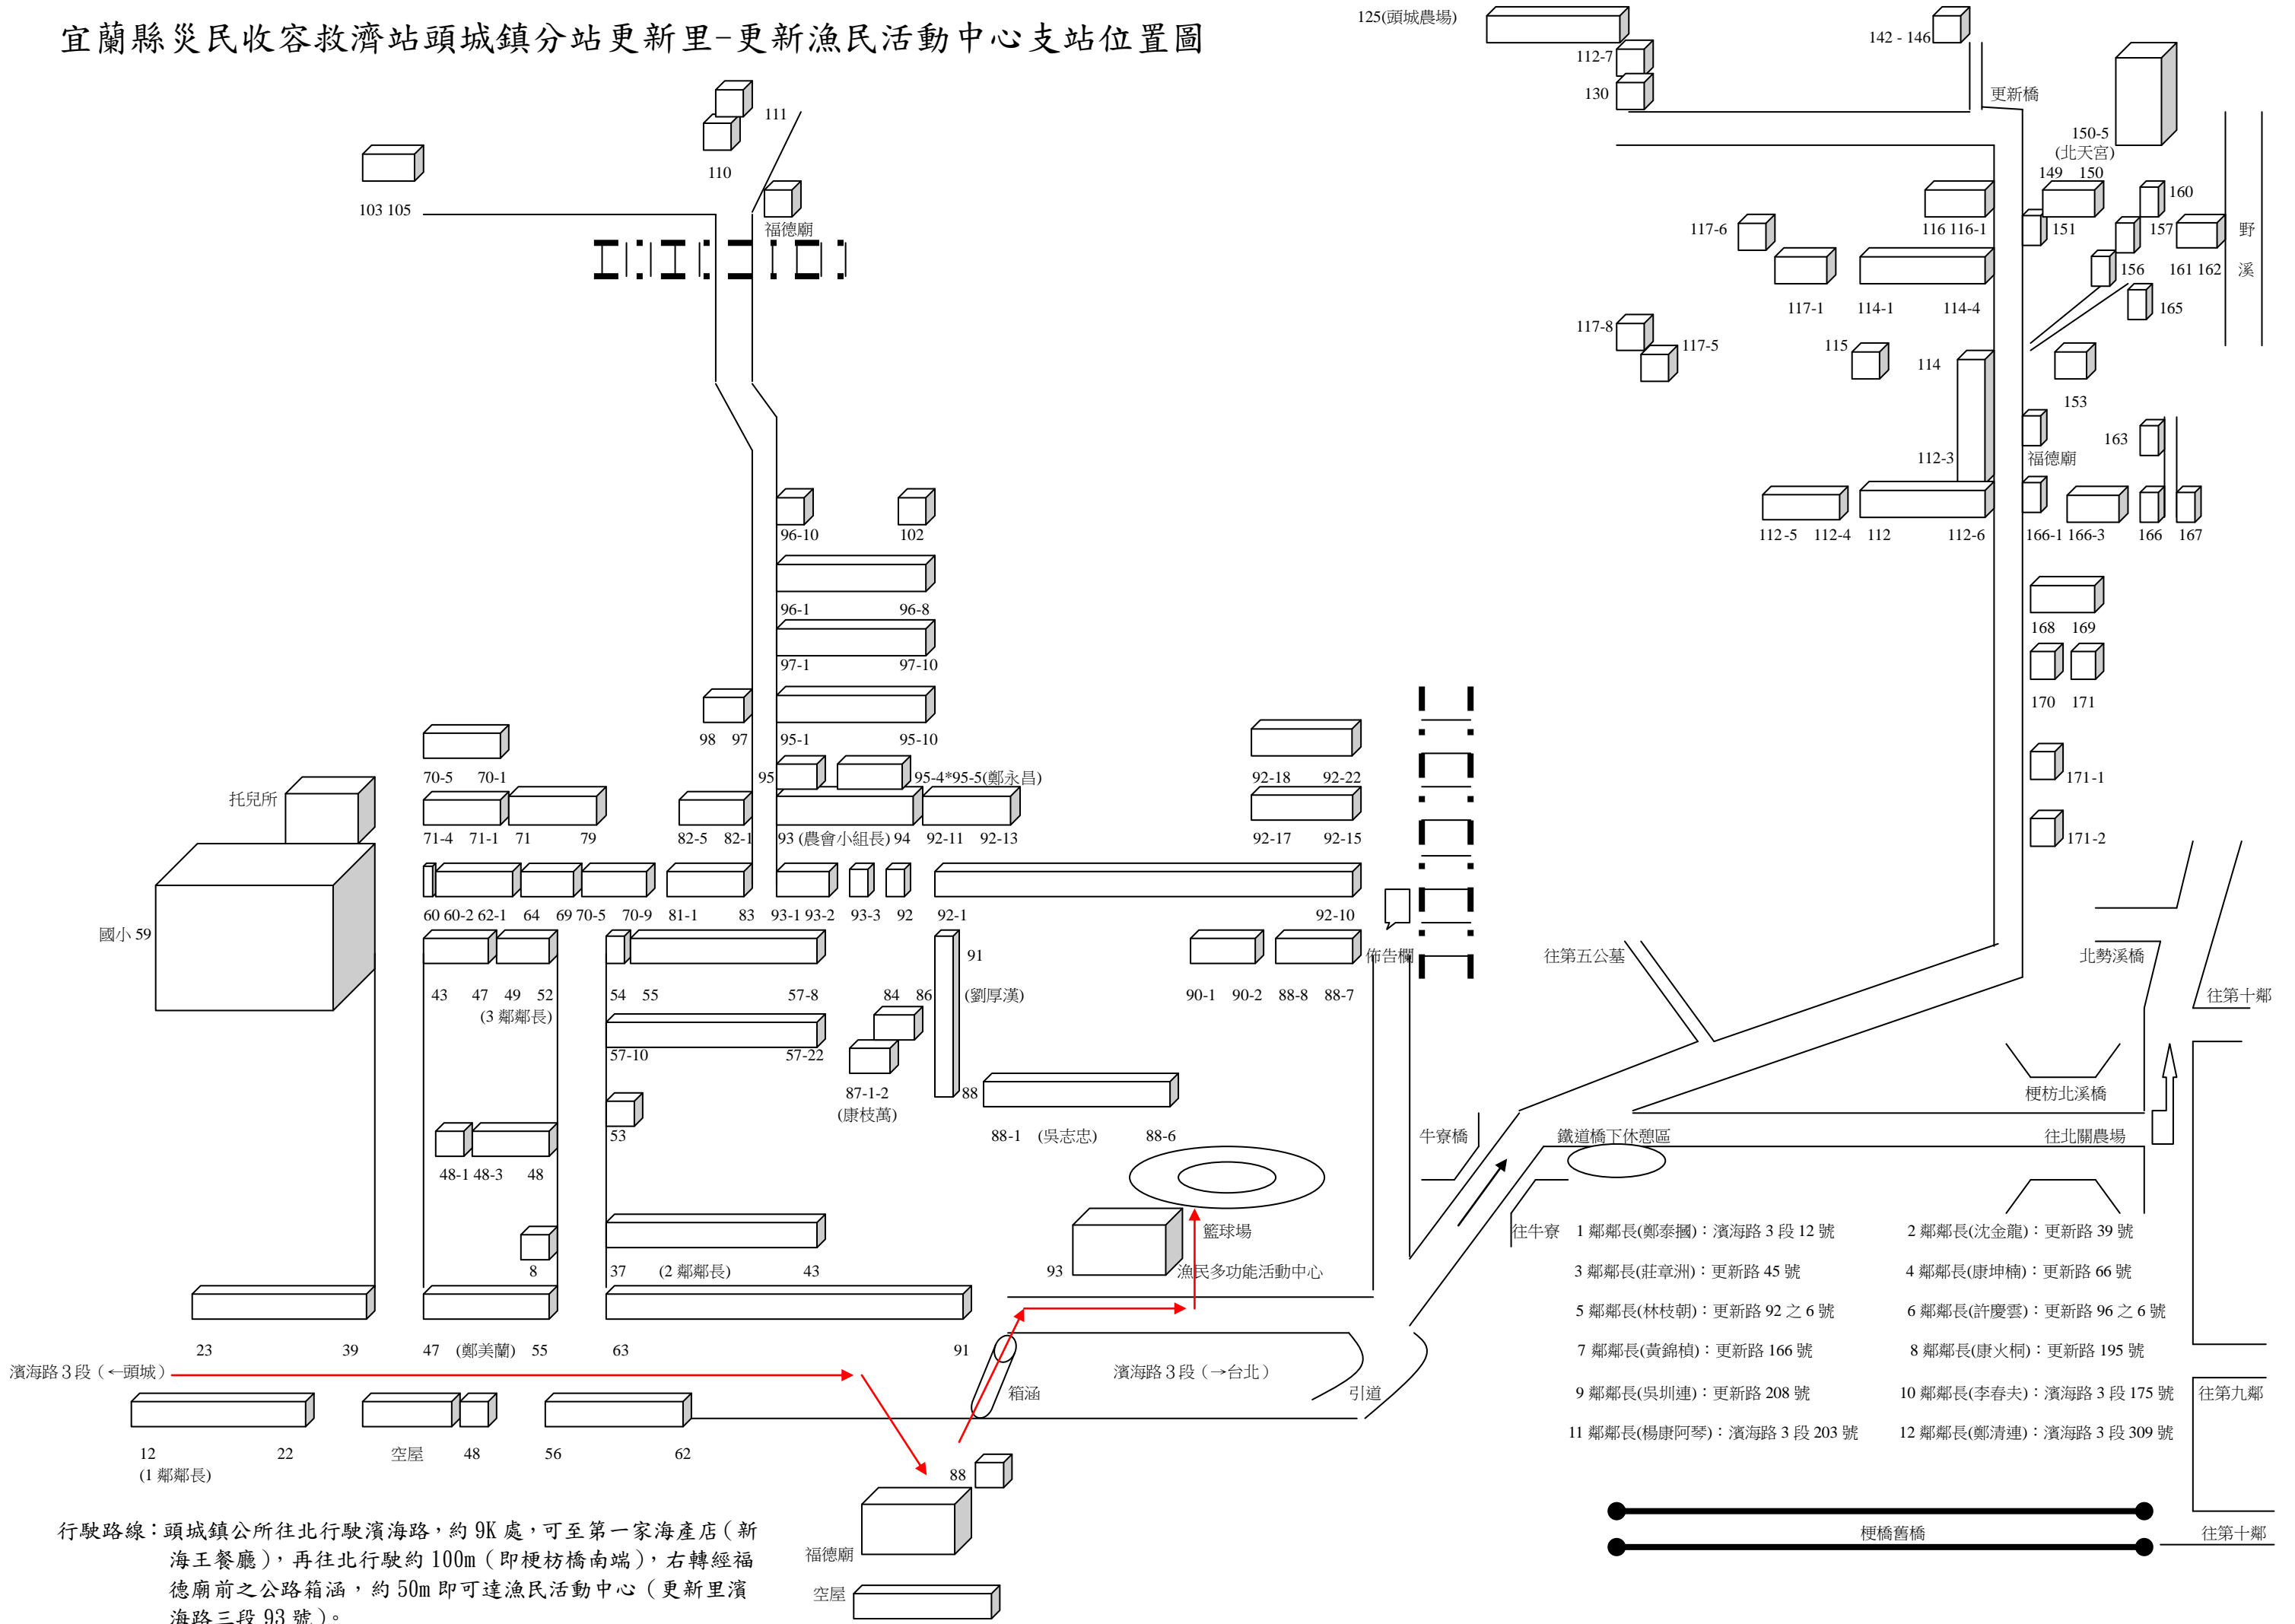 宜蘭縣災民收容救濟站頭城鎮分站更新里-更新漁民活動中心支站位置圖
125(頭城農場)
142 - 146
112-7
130
更新橋
111
110
103 105
福德廟
150-5
(北天宮)
149 150
160
151
157
野
溪
116 116-1
117-6
156
161 162
117-1
114-1
114-4
165
117-8
117-5
115
114
153
163
112-3
福德廟
96-10
102
112-5
112-4
112
112-6
166-1 166-3
166
167
96-1
96-8
168 169
97-1
97-10
170 171
98 97
95-1
95-10
70-5 70-1
95
95-4*95-5(鄭永昌)
92-18
92-22
171-1
托兒所
71-4 71-1 71 79
82-5 82-1
93 (農會小組長) 94
92-11 92-13
92-17
92-15
171-2
60 60-2 62-1 64 69 70-5 70-9 81-1 83 93-1 93-2 93-3 92 92-1
92-10
國小 59
91
佈告欄
往第五公墓
北勢溪橋
43 47 49 52
(3 鄰鄰長)
54 55
57-8
84 86
(劉厚漢)
90-1 90-2 88-8 88-7
往第十鄰
57-10
57-22
87-1-2
(康枝萬)
88
梗枋北溪橋
53
88-1 (吳志忠)
88-6
牛寮橋
鐵道橋下休憩區
往北關農場
48-1 48-3 48
籃球場
往牛寮
1 鄰鄰長(鄭泰摑)：濱海路 3 段 12 號
2 鄰鄰長(沈金龍)：更新路 39 號
8
37 (2 鄰鄰長) 43
93
漁民多功能活動中心
3 鄰鄰長(莊章洲)：更新路 45 號
4 鄰鄰長(康坤楠)：更新路 66 號
5 鄰鄰長(林枝朝)：更新路 92 之 6 號
6 鄰鄰長(許慶雲)：更新路 96 之 6 號
23
39
47 (鄭美蘭) 55
63
91
7 鄰鄰長(黃錦楨)：更新路 166 號
8 鄰鄰長(康火桐)：更新路 195 號
濱海路３段（←頭城）
濱海路３段（→台北）
箱涵
引道
9 鄰鄰長(吳圳連)：更新路 208 號
10 鄰鄰長(李春夫)：濱海路 3 段 175 號
往第九鄰
11 鄰鄰長(楊康阿琴)：濱海路 3 段 203 號
12 鄰鄰長(鄭清連)：濱海路 3 段 309 號
12
(1 鄰鄰長)
22
空屋
48
56
62
88
行駛路線：頭城鎮公所往北行駛濱海路，約 9K 處，可至第一家海產店（新
海王餐廳），再往北行駛約 100m（即梗枋橋南端），右轉經福
德廟前之公路箱涵，約 50m 即可達漁民活動中心（更新里濱
海路三段 93 號）。
福德廟
空屋
梗橋舊橋
往第十鄰